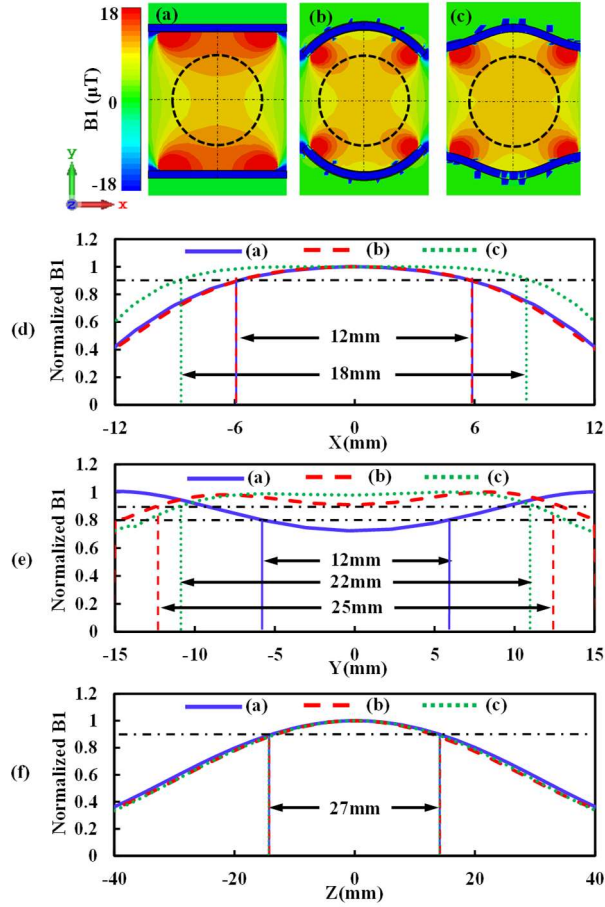 18
0
-18
B1 (μT)
y
z
x
(a)
(b)
(c)
(d)
Normalized B1
1.2
1
0.8
0.6
0.4
0.2
0
(a)
(b)
(c)
12mm
18mm
-12
-6
0
6
12
X(mm)
(e)
Normalized B1
1.2
1.0
0.8
0.6
0.4
0.2
0
(a)
(b)
(c)
12mm
22mm
25mm
-15
-10
-5
0
5
10
15
Y(mm)
(f)
Normalized B1
1.2
1
0.8
0.6
0.4
0.2
0
(a)
(b)
(c)
27mm
-40
-20
0
20
40
Z(mm)